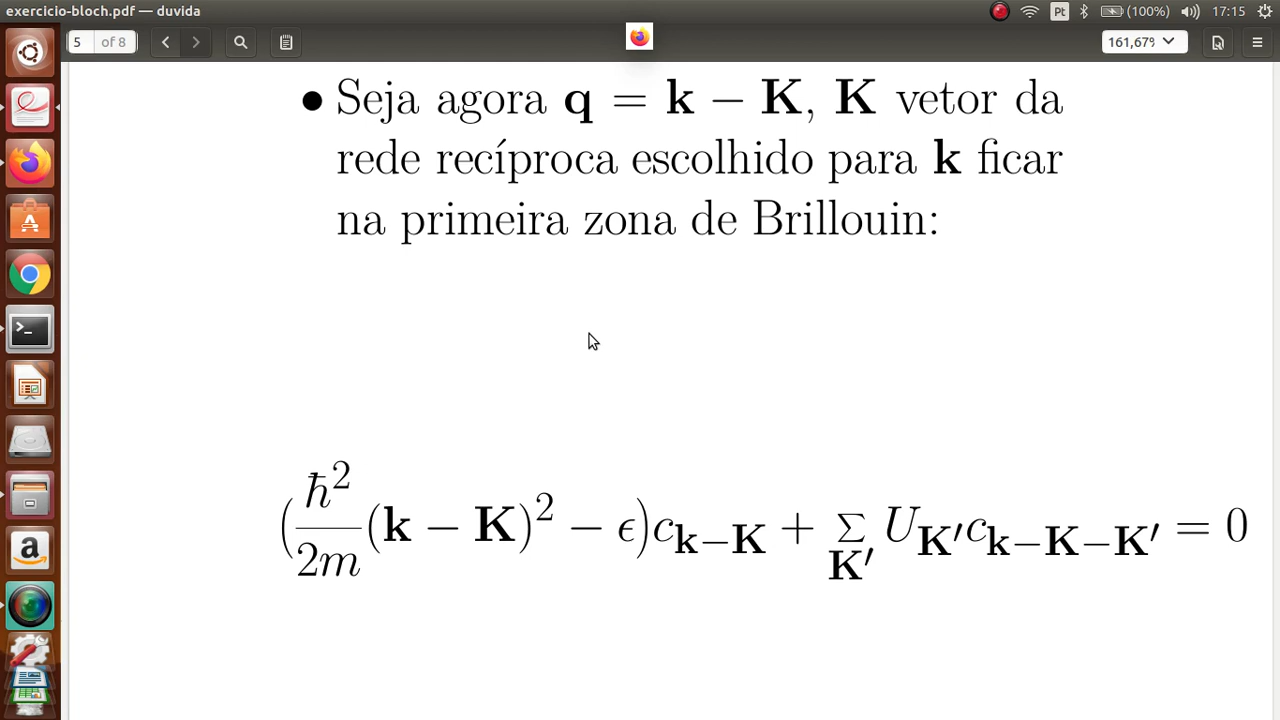 exercicio-bloch.pdf — duvida
Pt (100%) 17:15
5 of 8 161,67%
• Seja agora q = k − K, K vetor da
rede recíproca escolhido para k ficar
na primeira zona de Brillouin:
(ℏ²/2m (k − K)² − ϵ)c_{k−K} + ∑_{K′} U_{K′}c_{k−K−K′} = 0